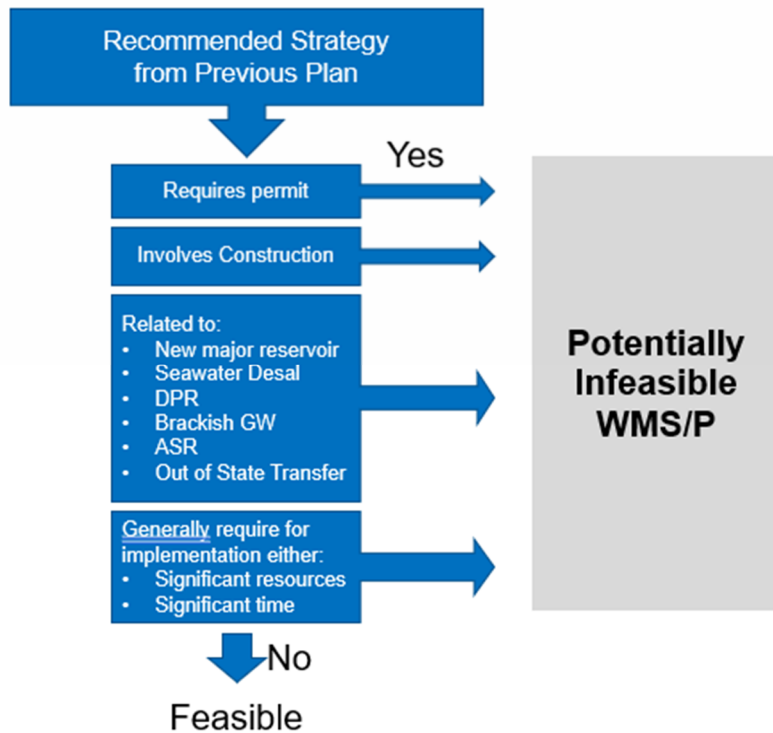 Recommended Strategy
from Previous Plan
Yes
Requires permit
Involves Construction
Related to:
• New major reservoir
• Seawater Desal
• DPR
• Brackish GW
• ASR
• Out of State Transfer
Generally require for
implementation either:
• Significant resources
• Significant time
Potentially
Infeasible
WMS/P
No
Feasible